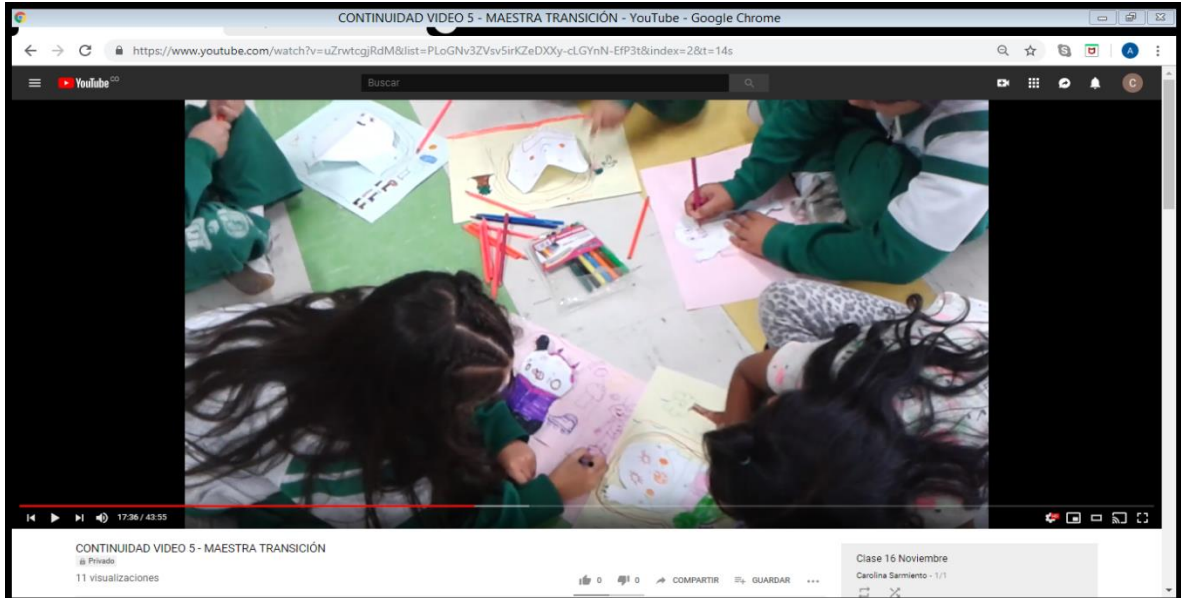 CONTINUIDAD VIDEO 5 - MAESTRA TRANSICIÓN - YouTube - Google Chrome
https://www.youtube.com/watch?v=uZrwtcgjRdM&list=PLoGNv3ZVsv5irKZeDXXy-cLGYnN-EfP3t&index=2&t=14s
A
YouTube CO
Buscar
C
17:36 / 43:55
CONTINUIDAD VIDEO 5 - MAESTRA TRANSICIÓN
Privado
11 visualizaciones
0
0
COMPARTIR
GUARDAR
Clase 16 Noviembre
Carolina Sarmiento - 1/1